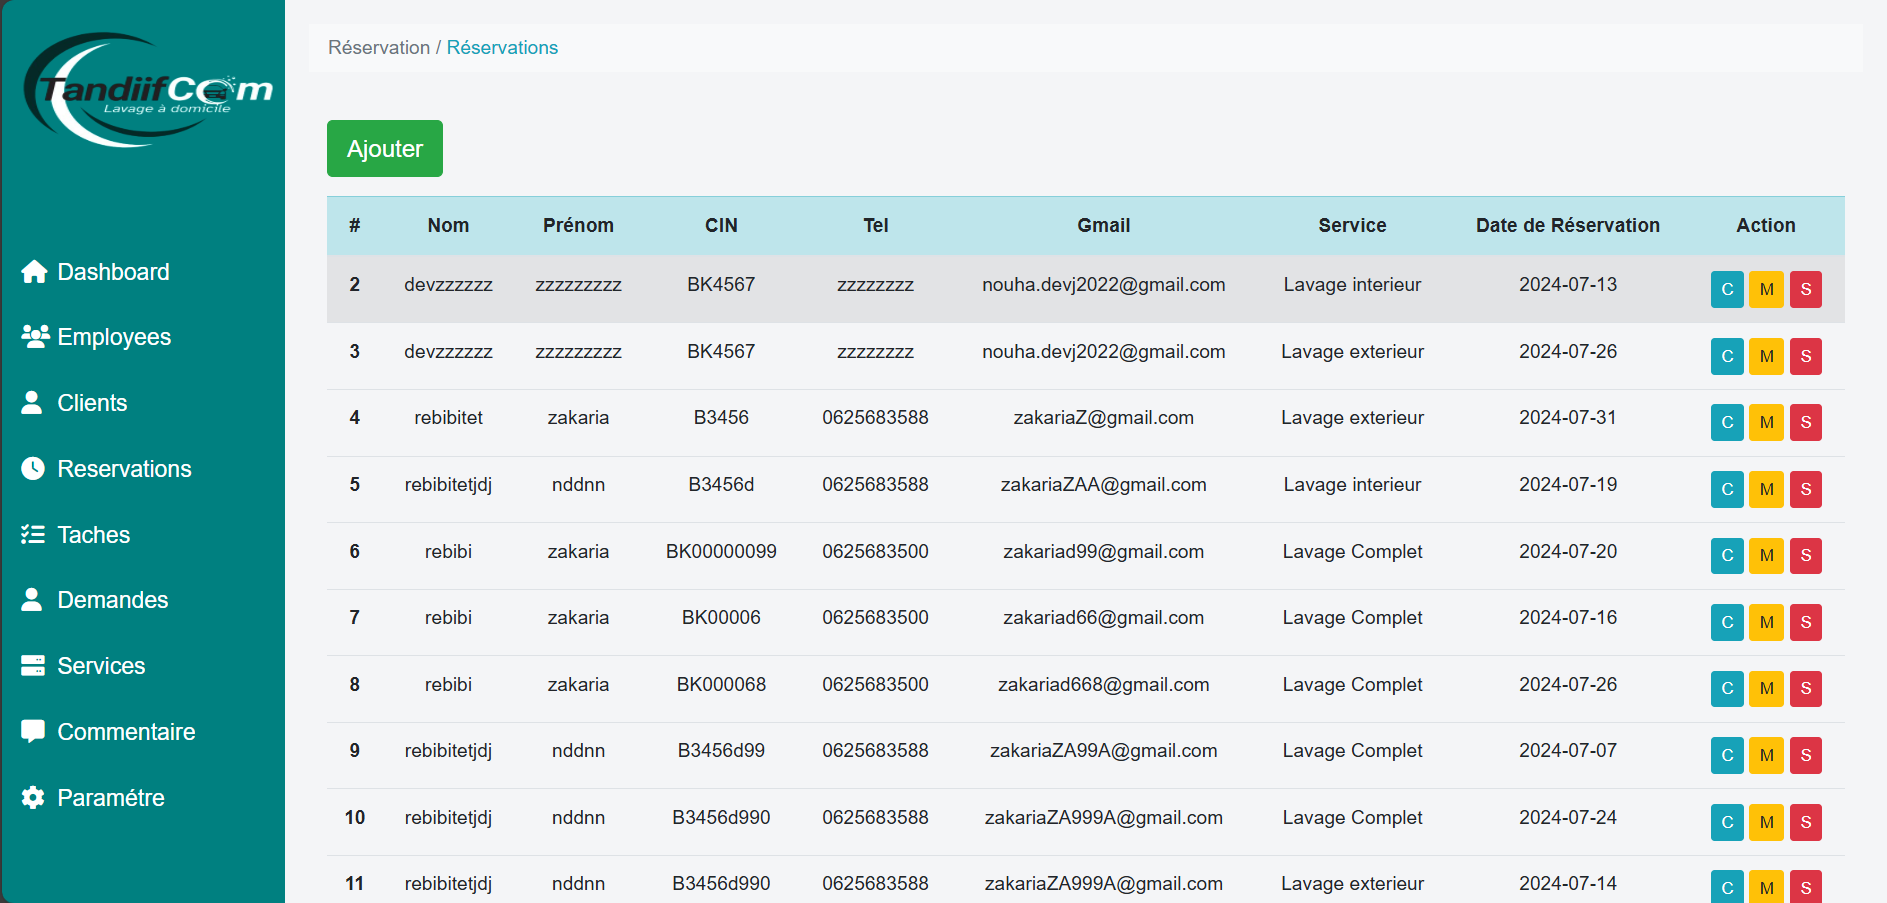 TandiifCom
Lavage à domicile
Dashboard
Employees
Clients
Reservations
Taches
Demandes
Services
Commentaire
Paramétre
Réservation / Réservations
Ajouter
# Nom Prénom CIN Tel Gmail Service Date de Réservation Action
2 devzzzzzz zzzzzzzzz BK4567 zzzzzzzz nouha.devj2022@gmail.com Lavage interieur 2024-07-13 C M S
3 devzzzzzz zzzzzzzzz BK4567 zzzzzzzz nouha.devj2022@gmail.com Lavage exterieur 2024-07-26 C M S
4 rebibitet zakaria B3456 0625683588 zakariaZ@gmail.com Lavage exterieur 2024-07-31 C M S
5 rebibitetjdj nddnn B3456d 0625683588 zakariaZAA@gmail.com Lavage interieur 2024-07-19 C M S
6 rebibi zakaria BK00000099 0625683500 zakariad99@gmail.com Lavage Complet 2024-07-20 C M S
7 rebibi zakaria BK00006 0625683500 zakariad66@gmail.com Lavage Complet 2024-07-16 C M S
8 rebibi zakaria BK000068 0625683500 zakariad668@gmail.com Lavage Complet 2024-07-26 C M S
9 rebibitetjdj nddnn B3456d99 0625683588 zakariaZA99A@gmail.com Lavage Complet 2024-07-07 C M S
10 rebibitetjdj nddnn B3456d990 0625683588 zakariaZA999A@gmail.com Lavage Complet 2024-07-24 C M S
11 rebibitetjdj nddnn B3456d990 0625683588 zakariaZA999A@gmail.com Lavage exterieur 2024-07-14 C M S